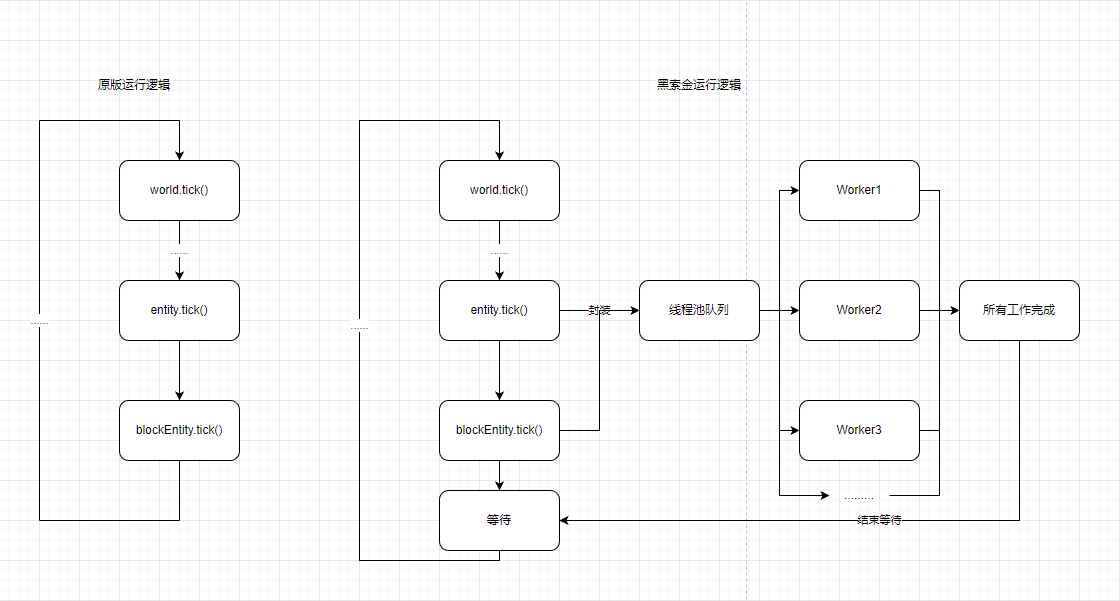 原版运行逻辑
黑索金运行逻辑
world.tick()
......
entity.tick()
......
blockEntity.tick()
world.tick()
......
entity.tick()
封装
线程池队列
......
blockEntity.tick()
等待
Worker1
Worker2
Worker3
.........
所有工作完成
结束等待